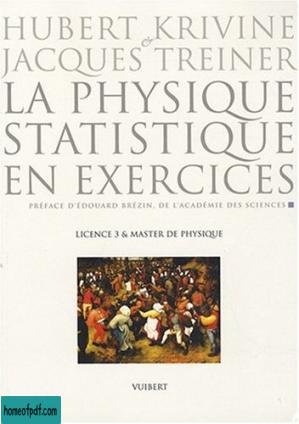 HUBERT KRIVINE
&
JACQUES TREINER
LA PHYSIQUE
STATISTIQUE
EN EXERCICES
PRÉFACE D'ÉDOUARD BRÉZIN, DE L'ACADÉMIE DES SCIENCES
LICENCE 3 & MASTER DE PHYSIQUE
VUIBERT
homeofpdf.com